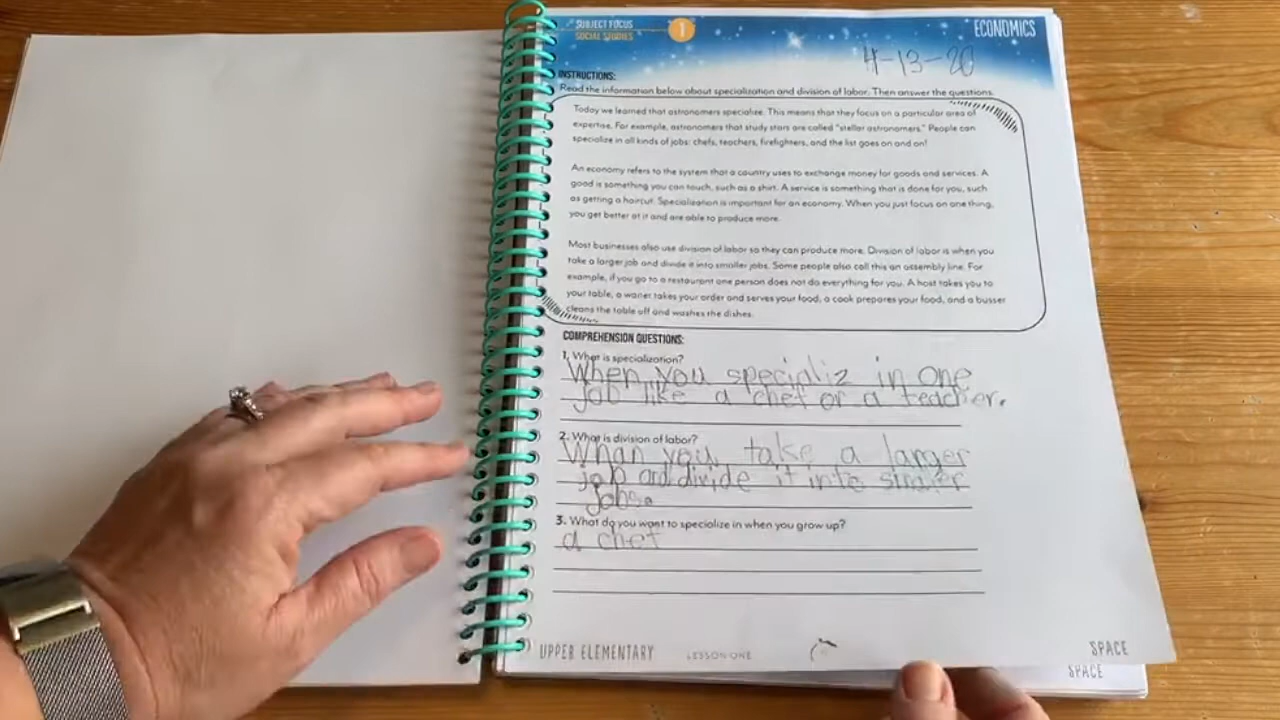 SUBJECT FOCUS
SOCIAL STUDIES
1
ECONOMICS
4-13-20
INSTRUCTIONS:
Read the information below about specialization and division of labor. Then answer the questions.
Today we learned that astronomers specialize. This means that they focus on a particular area of
expertise. For example, astronomers that study stars are called "stellar astronomers." People can
specialize in all kinds of jobs: chefs, teachers, firefighters, and the list goes on and on!
An economy refers to the system that a country uses to exchange money for goods and services. A
good is something you can touch, such as a shirt. A service is something that is done for you, such
as getting a haircut. Specialization is important for an economy. When you just focus on one thing,
you get better at it and are able to produce more.
Most businesses also use division of labor so they can produce more. Division of labor is when you
take a larger job and divide it into smaller jobs. Some people also call this an assembly line. For
example, if you go to a restaurant one person does not do everything for you. A host takes you to
your table, a waiter takes your order and serves your food, a cook prepares your food, and a busser
cleans the table off and washes the dishes.
COMPREHENSION QUESTIONS:
1. What is specialization?
When you specializ in one
job like a chef or a teacher.
2. What is division of labor?
Whan you take a larger
job and divide it into smaller
jobs.
3. What do you want to specialize in when you grow up?
a chef
UPPER ELEMENTARY LESSON ONE SPACE
SPACE